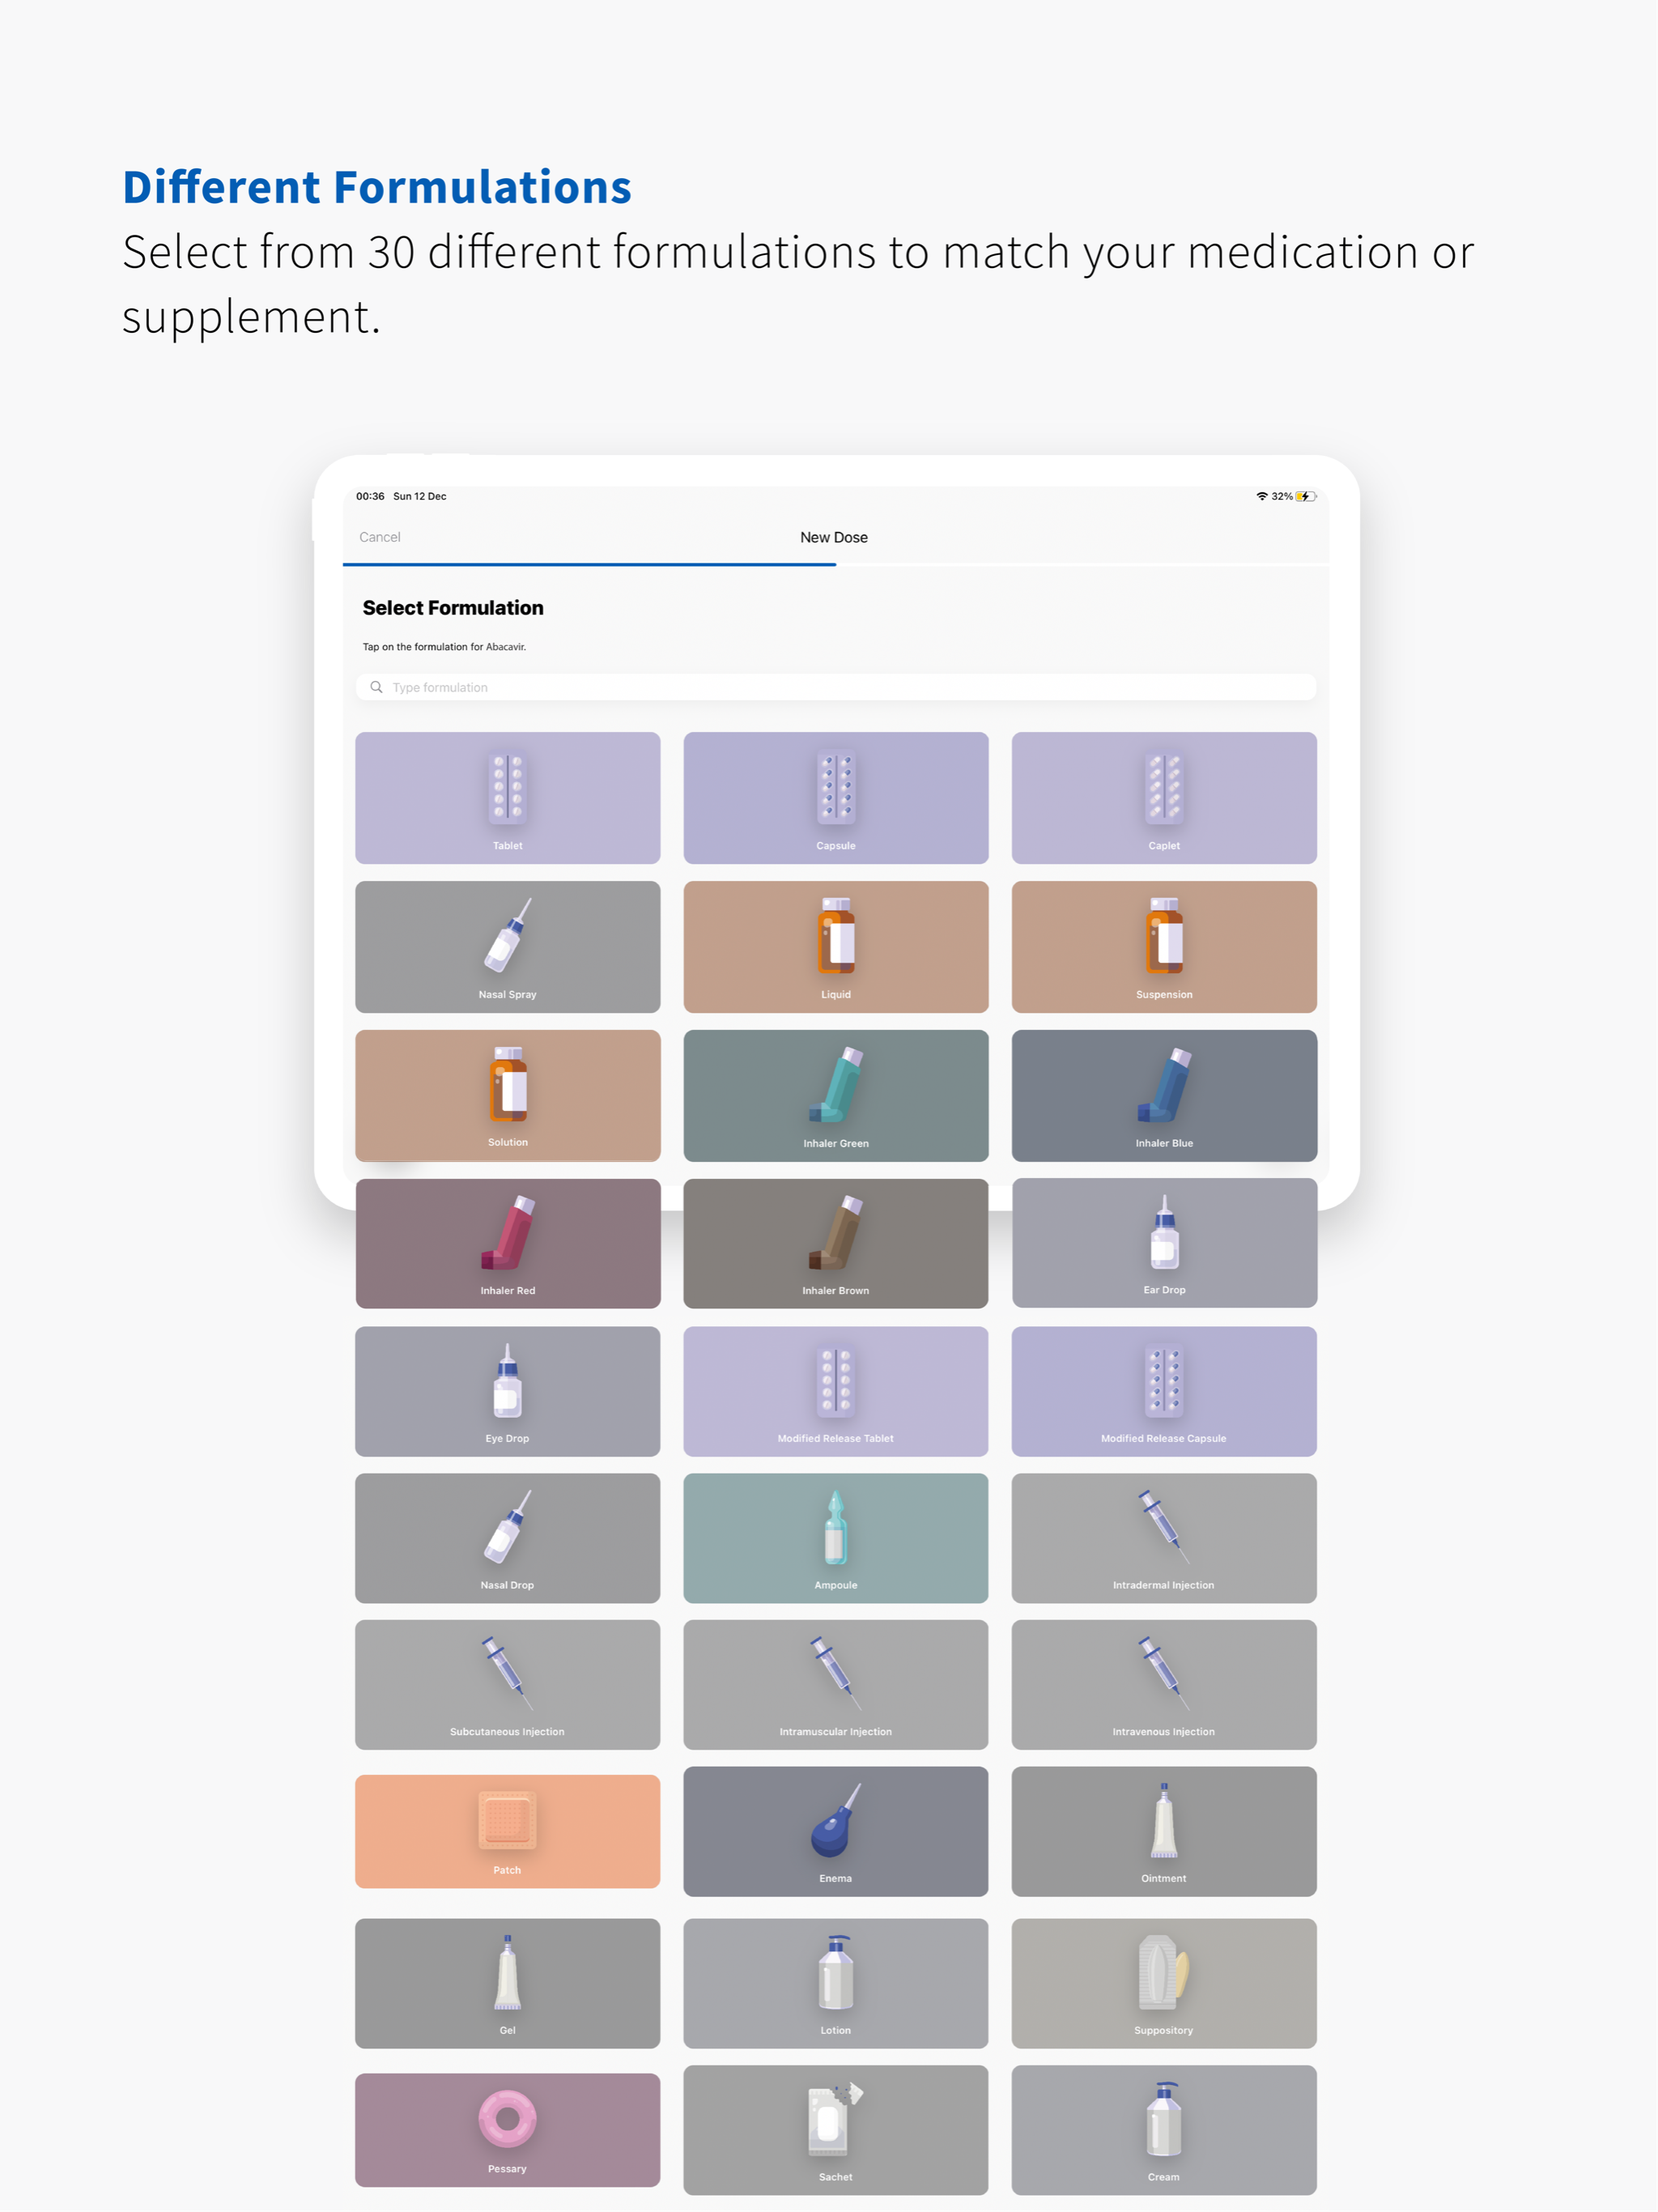 Different Formulations
Select from 30 different formulations to match your medication or
supplement.
00:36 Sun 12 Dec
32%
Cancel
New Dose
Select Formulation
Tap on the formulation for Abacavir.
Type formulation
Tablet
Capsule
Caplet
Nasal Spray
Liquid
Suspension
Solution
Inhaler Green
Inhaler Blue
Inhaler Red
Inhaler Brown
Ear Drop
Eye Drop
Modified Release Tablet
Modified Release Capsule
Nasal Drop
Ampoule
Intradermal Injection
Subcutaneous Injection
Intramuscular Injection
Intravenous Injection
Patch
Enema
Ointment
Gel
Lotion
Suppository
Pessary
Sachet
Cream